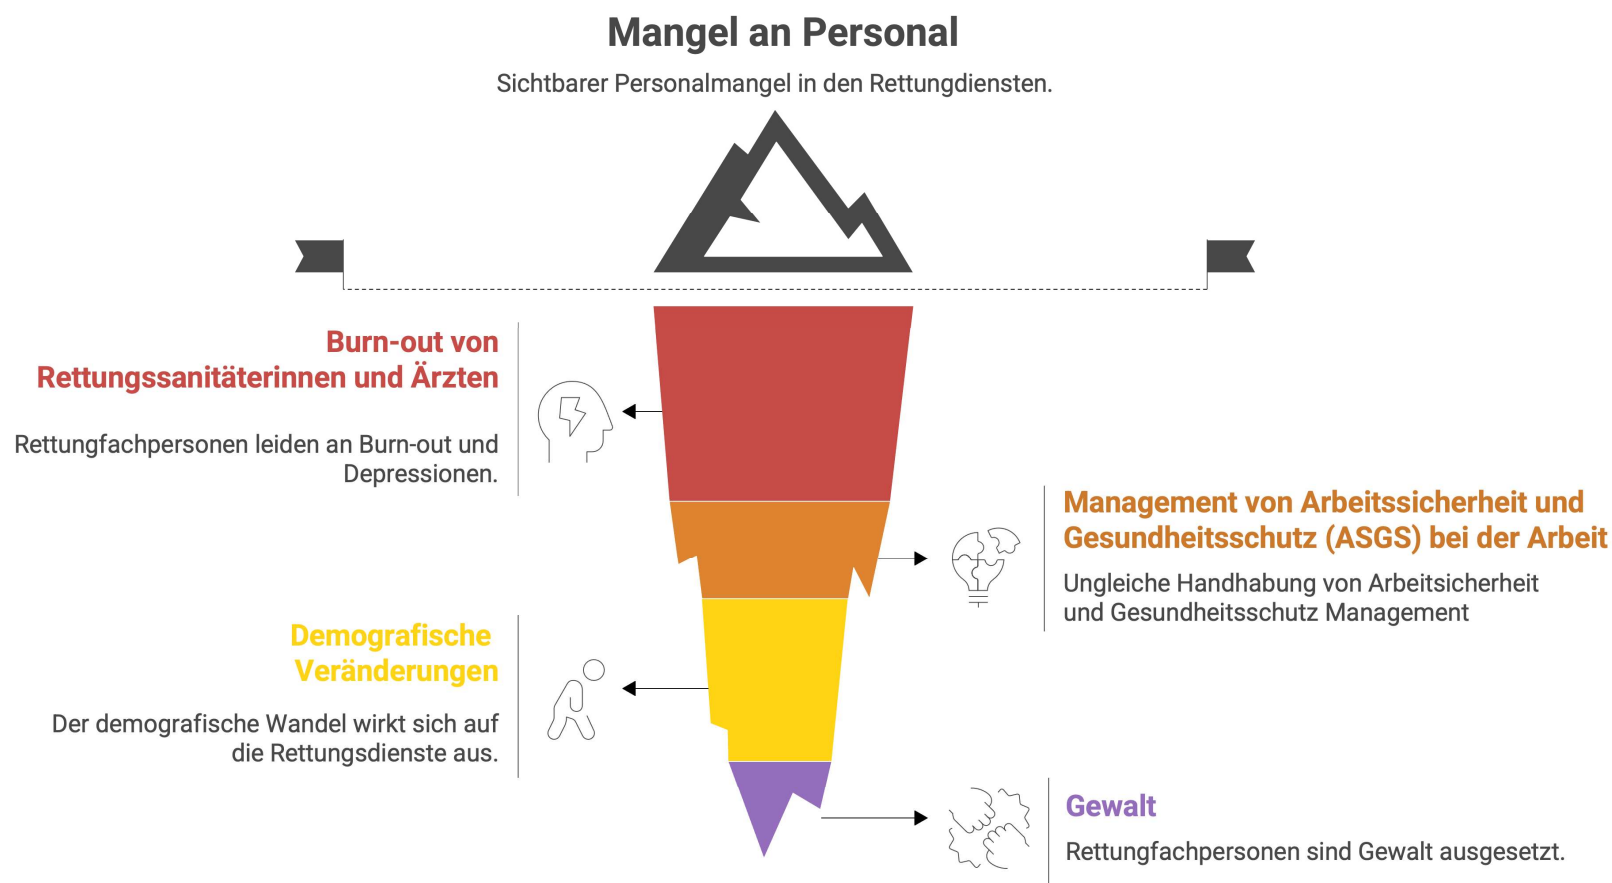 Mangel an Personal
Sichtbarer Personalmangel in den Rettungdiensten.
Burn-out von
Rettungssanitäterinnen und Ärzten
Rettungfachpersonen leiden an Burn-out und
Depressionen.
Management von Arbeitssicherheit und
Gesundheitsschutz (ASGS) bei der Arbeit
Ungleiche Handhabung von Arbeitsicherheit
und Gesundheitsschutz Management
Demografische
Veränderungen
Der demografische Wandel wirkt sich auf
die Rettungsdienste aus.
Gewalt
Rettungfachpersonen sind Gewalt ausgesetzt.